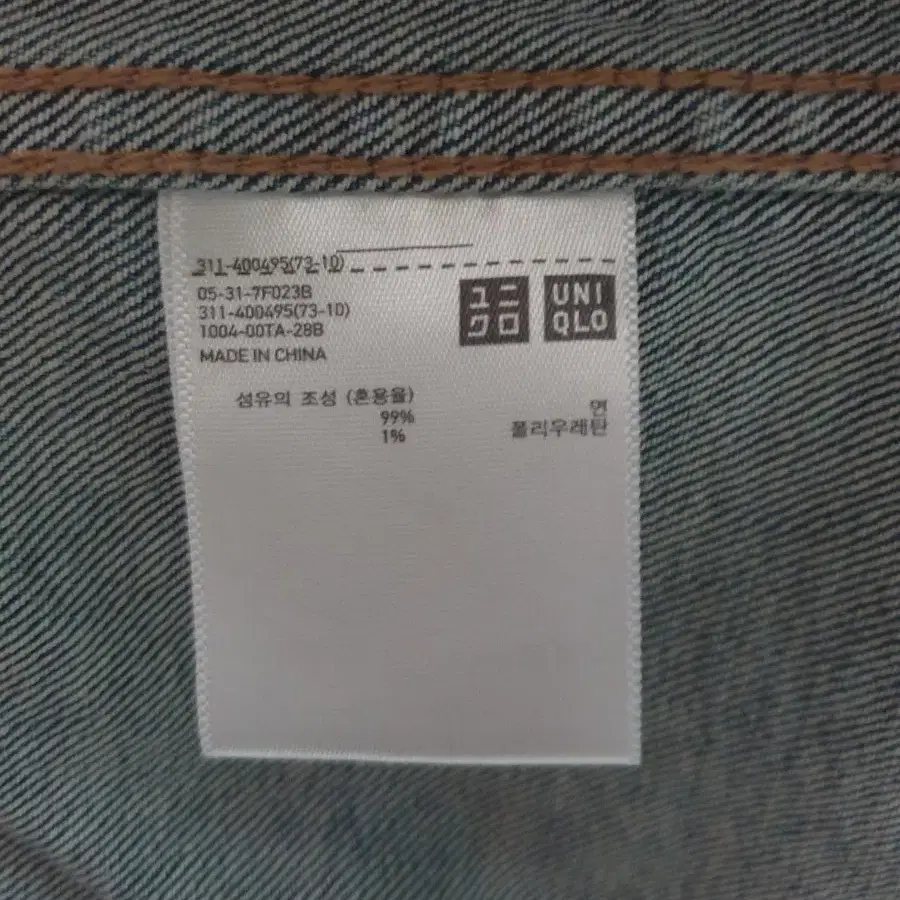 311-400495(73-10)
ユニ
クロ
UNI
QLO
05-31-7F023B
311-400495(73-10)
1004-00TA-28B
MADE IN CHINA
섬유의 조성 (혼용율)
99% 면
1% 폴리우레탄